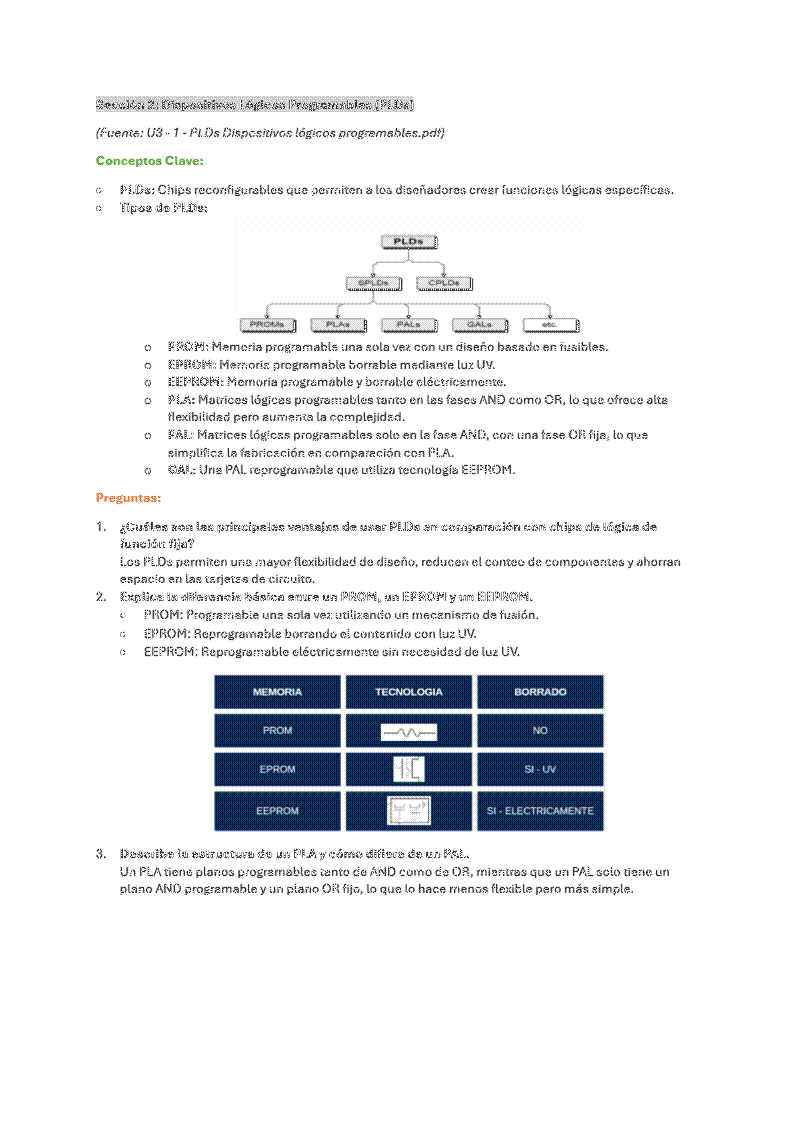 Sección 2: Dispositivos Lógicos Programables (PLDs)
(Fuente: U3 - 1 - PLDs Dispositivos lógicos programables.pdf)
Conceptos Clave:
○ PLDs: Chips reconfigurables que permiten a los diseñadores crear funciones lógicas específicas.
○ Tipos de PLDs:
PLDs
SPLDs CPLDs
PROMs PLAs PALs GALs etc.
○ PROM: Memoria programable una sola vez con un diseño basado en fusibles.
○ EPROM: Memoria programable borrable mediante luz UV.
○ EEPROM: Memoria programable y borrable eléctricamente.
○ PLA: Matrices lógicas programables tanto en las fases AND como OR, lo que ofrece alta
flexibilidad pero aumenta la complejidad.
○ PAL: Matrices lógicas programables solo en la fase AND, con una fase OR fija, lo que
simplifica la fabricación en comparación con PLA.
○ GAL: Una PAL reprogramable que utiliza tecnología EEPROM.
Preguntas:
1. ¿Cuáles son las principales ventajas de usar PLDs en comparación con chips de lógica de
función fija?
Los PLDs permiten una mayor flexibilidad de diseño, reducen el conteo de componentes y ahorran
espacio en las tarjetas de circuito.
2. Explica la diferencia básica entre un PROM, un EPROM y un EEPROM.
○ PROM: Programable una sola vez utilizando un mecanismo de fusión.
○ EPROM: Reprogramable borrando el contenido con luz UV.
○ EEPROM: Reprogramable eléctricamente sin necesidad de luz UV.
MEMORIA TECNOLOGIA BORRADO
PROM NO
EPROM SI - UV
EEPROM SI - ELECTRICAMENTE
3. Describe la estructura de un PLA y cómo difiere de un PAL.
Un PLA tiene planos programables tanto de AND como de OR, mientras que un PAL solo tiene un
plano AND programable y un plano OR fijo, lo que lo hace menos flexible pero más simple.